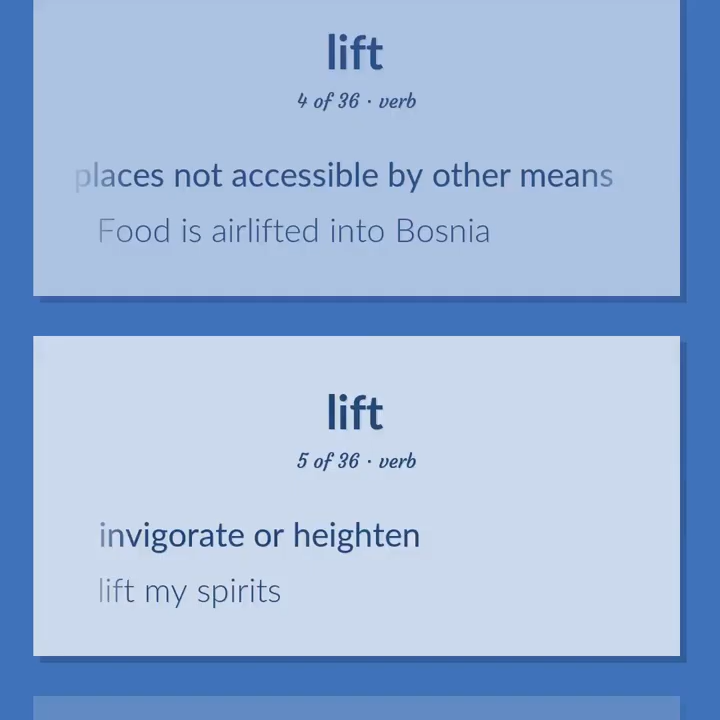 lift
4 of 36 · verb
places not accessible by other means
Food is airlifted into Bosnia
lift
5 of 36 · verb
invigorate or heighten
lift my spirits